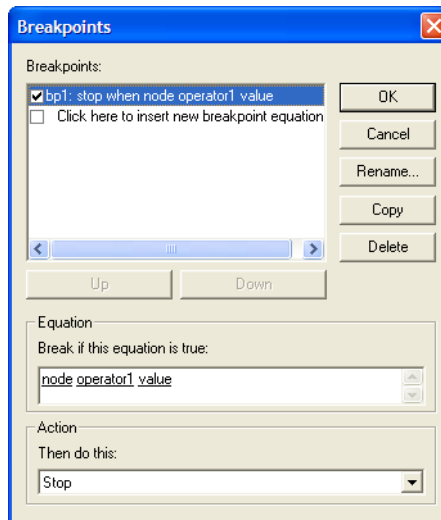 Breakpoints
Breakpoints:
bp1: stop when node operator1 value
Click here to insert new breakpoint equation
OK
Cancel
Rename...
Copy
Delete
Up
Down
Equation
Break if this equation is true:
node operator1 value
Action
Then do this:
Stop